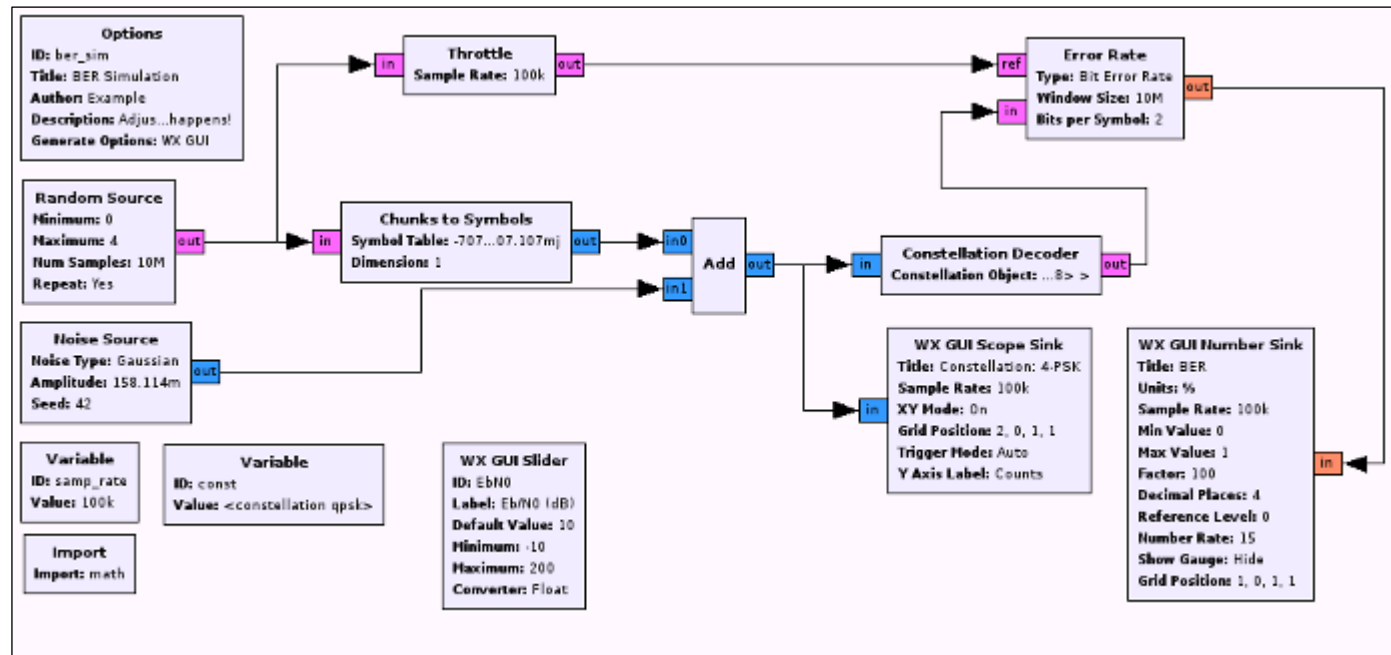 Options
ID: ber_sim
Title: BER Simulation
Author: Example
Description: Adjus...happens!
Generate Options: WX GUI
in
Throttle
Sample Rate: 100k
out
ref
in
Error Rate
Type: Bit Error Rate
Window Size: 10M
Bits per Symbol: 2
out
Random Source
Minimum: 0
Maximum: 4
Num Samples: 10M
Repeat: Yes
out
in
Chunks to Symbols
Symbol Table: -707...07.107mj
Dimension: 1
out
in0
in1
Add
out
in
Constellation Decoder
Constellation Object: ...8> >
out
Noise Source
Noise Type: Gaussian
Amplitude: 158.114m
Seed: 42
out
in
WX GUI Scope Sink
Title: Constellation: 4-PSK
Sample Rate: 100k
XY Mode: On
Grid Position: 2, 0, 1, 1
Trigger Mode: Auto
Y Axis Label: Counts
WX GUI Number Sink
Title: BER
Units: %
Sample Rate: 100k
Min Value: 0
Max Value: 1
Factor: 100
Decimal Places: 4
Reference Level: 0
Number Rate: 15
Show Gauge: Hide
Grid Position: 1, 0, 1, 1
in
Variable
ID: samp_rate
Value: 100k
Variable
ID: const
Value: <constellation qpsk>
WX GUI Slider
ID: EbN0
Label: Eb/N0 (dB)
Default Value: 10
Minimum: -10
Maximum: 200
Converter: Float
Import
Import: math